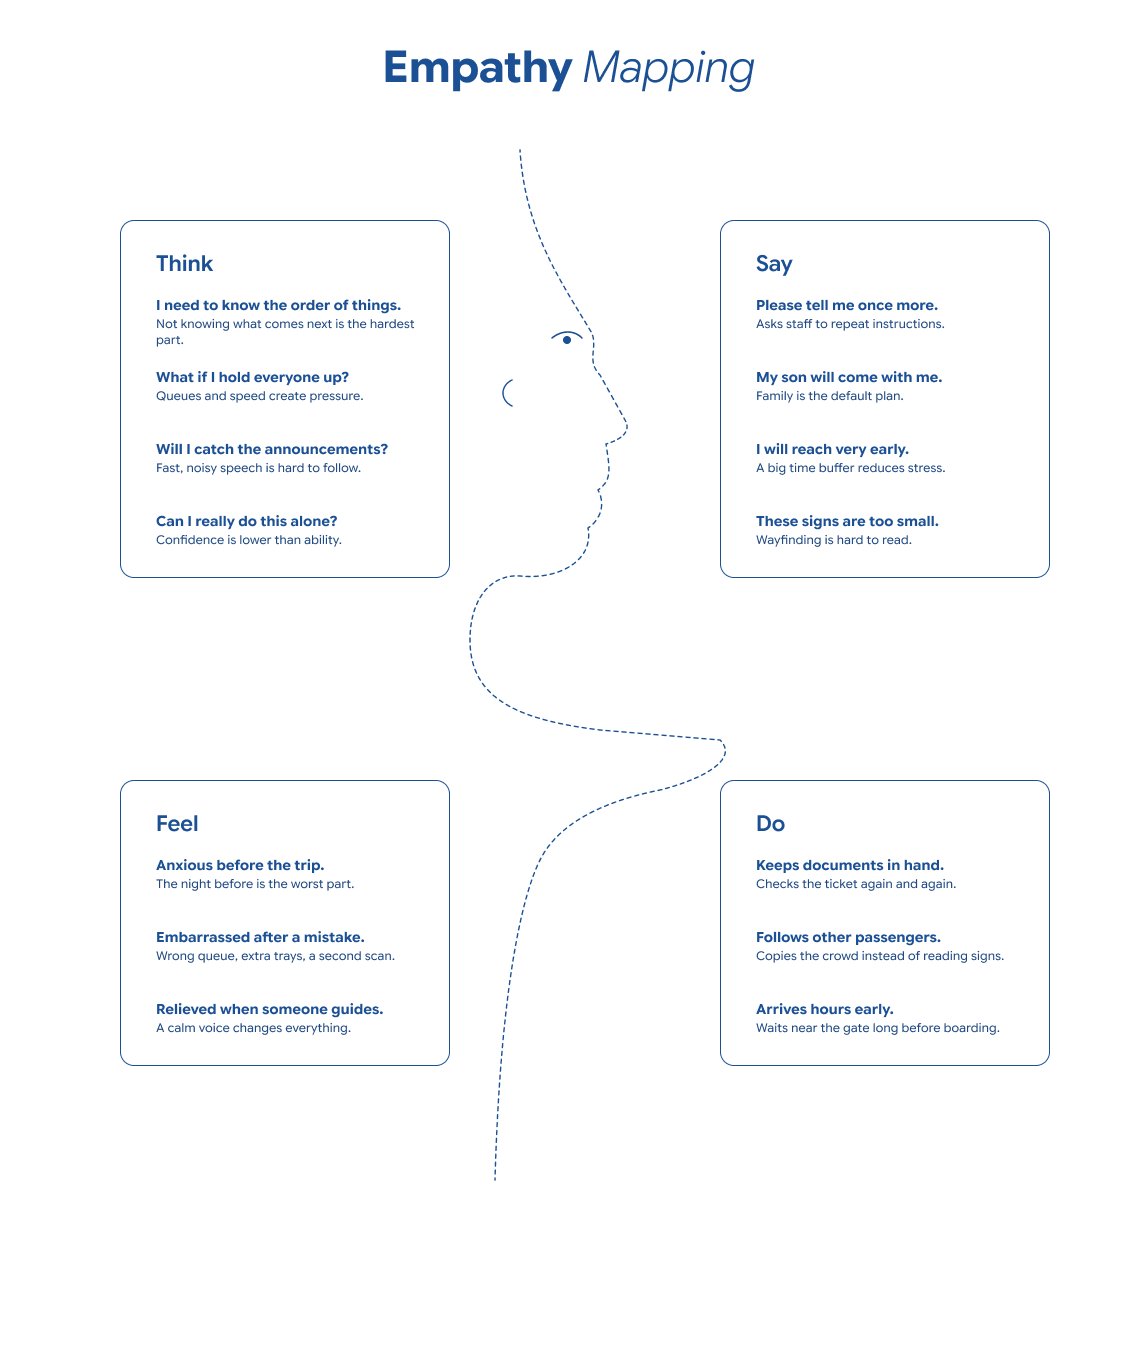 Empathy Mapping
Think
I need to know the order of things.
Not knowing what comes next is the hardest
part.
What if I hold everyone up?
Queues and speed create pressure.
Will I catch the announcements?
Fast, noisy speech is hard to follow.
Can I really do this alone?
Confidence is lower than ability.
Say
Please tell me once more.
Asks staff to repeat instructions.
My son will come with me.
Family is the default plan.
I will reach very early.
A big time buffer reduces stress.
These signs are too small.
Wayfinding is hard to read.
Feel
Anxious before the trip.
The night before is the worst part.
Embarrassed after a mistake.
Wrong queue, extra trays, a second scan.
Relieved when someone guides.
A calm voice changes everything.
Do
Keeps documents in hand.
Checks the ticket again and again.
Follows other passengers.
Copies the crowd instead of reading signs.
Arrives hours early.
Waits near the gate long before boarding.